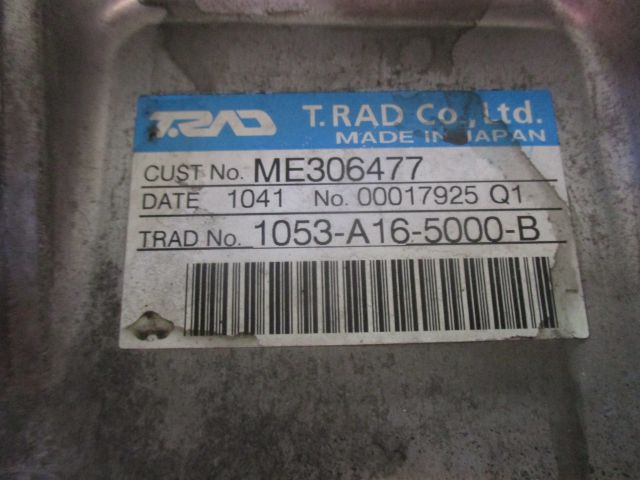 T.RAD T.RAD Co., Ltd.
MADE IN JAPAN
CUST No. ME306477
DATE 1041 No. 00017925 Q1
TRAD No. 1053-A16-5000-B